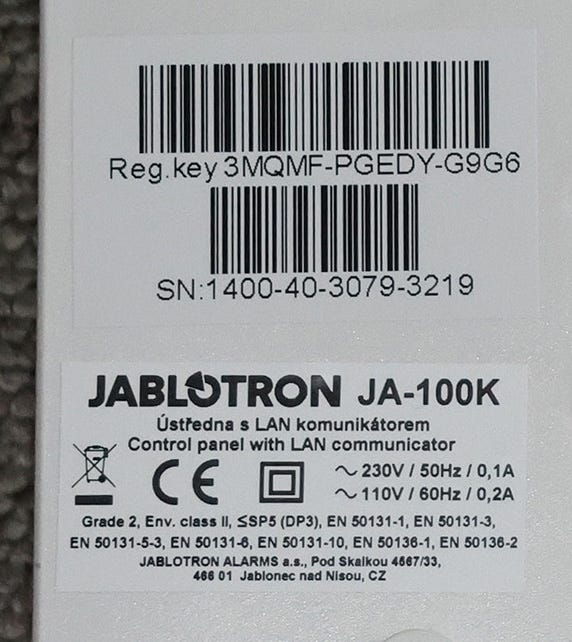 Reg.key 3MQMF-PGEDY-G9G6
SN:1400-40-3079-3219
JABLOTRON JA-100K
Ústředna s LAN komunikátorem
Control panel with LAN communicator
CE
~ 230V / 50Hz / 0,1A
~ 110V / 60Hz / 0,2A
Grade 2, Env. class II, ≤SP5 (DP3), EN 50131-1, EN 50131-3,
EN 50131-5-3, EN 50131-6, EN 50131-10, EN 50136-1, EN 50136-2
JABLOTRON ALARMS a.s., Pod Skalkou 4567/33,
466 01 Jablonec nad Nisou, CZ